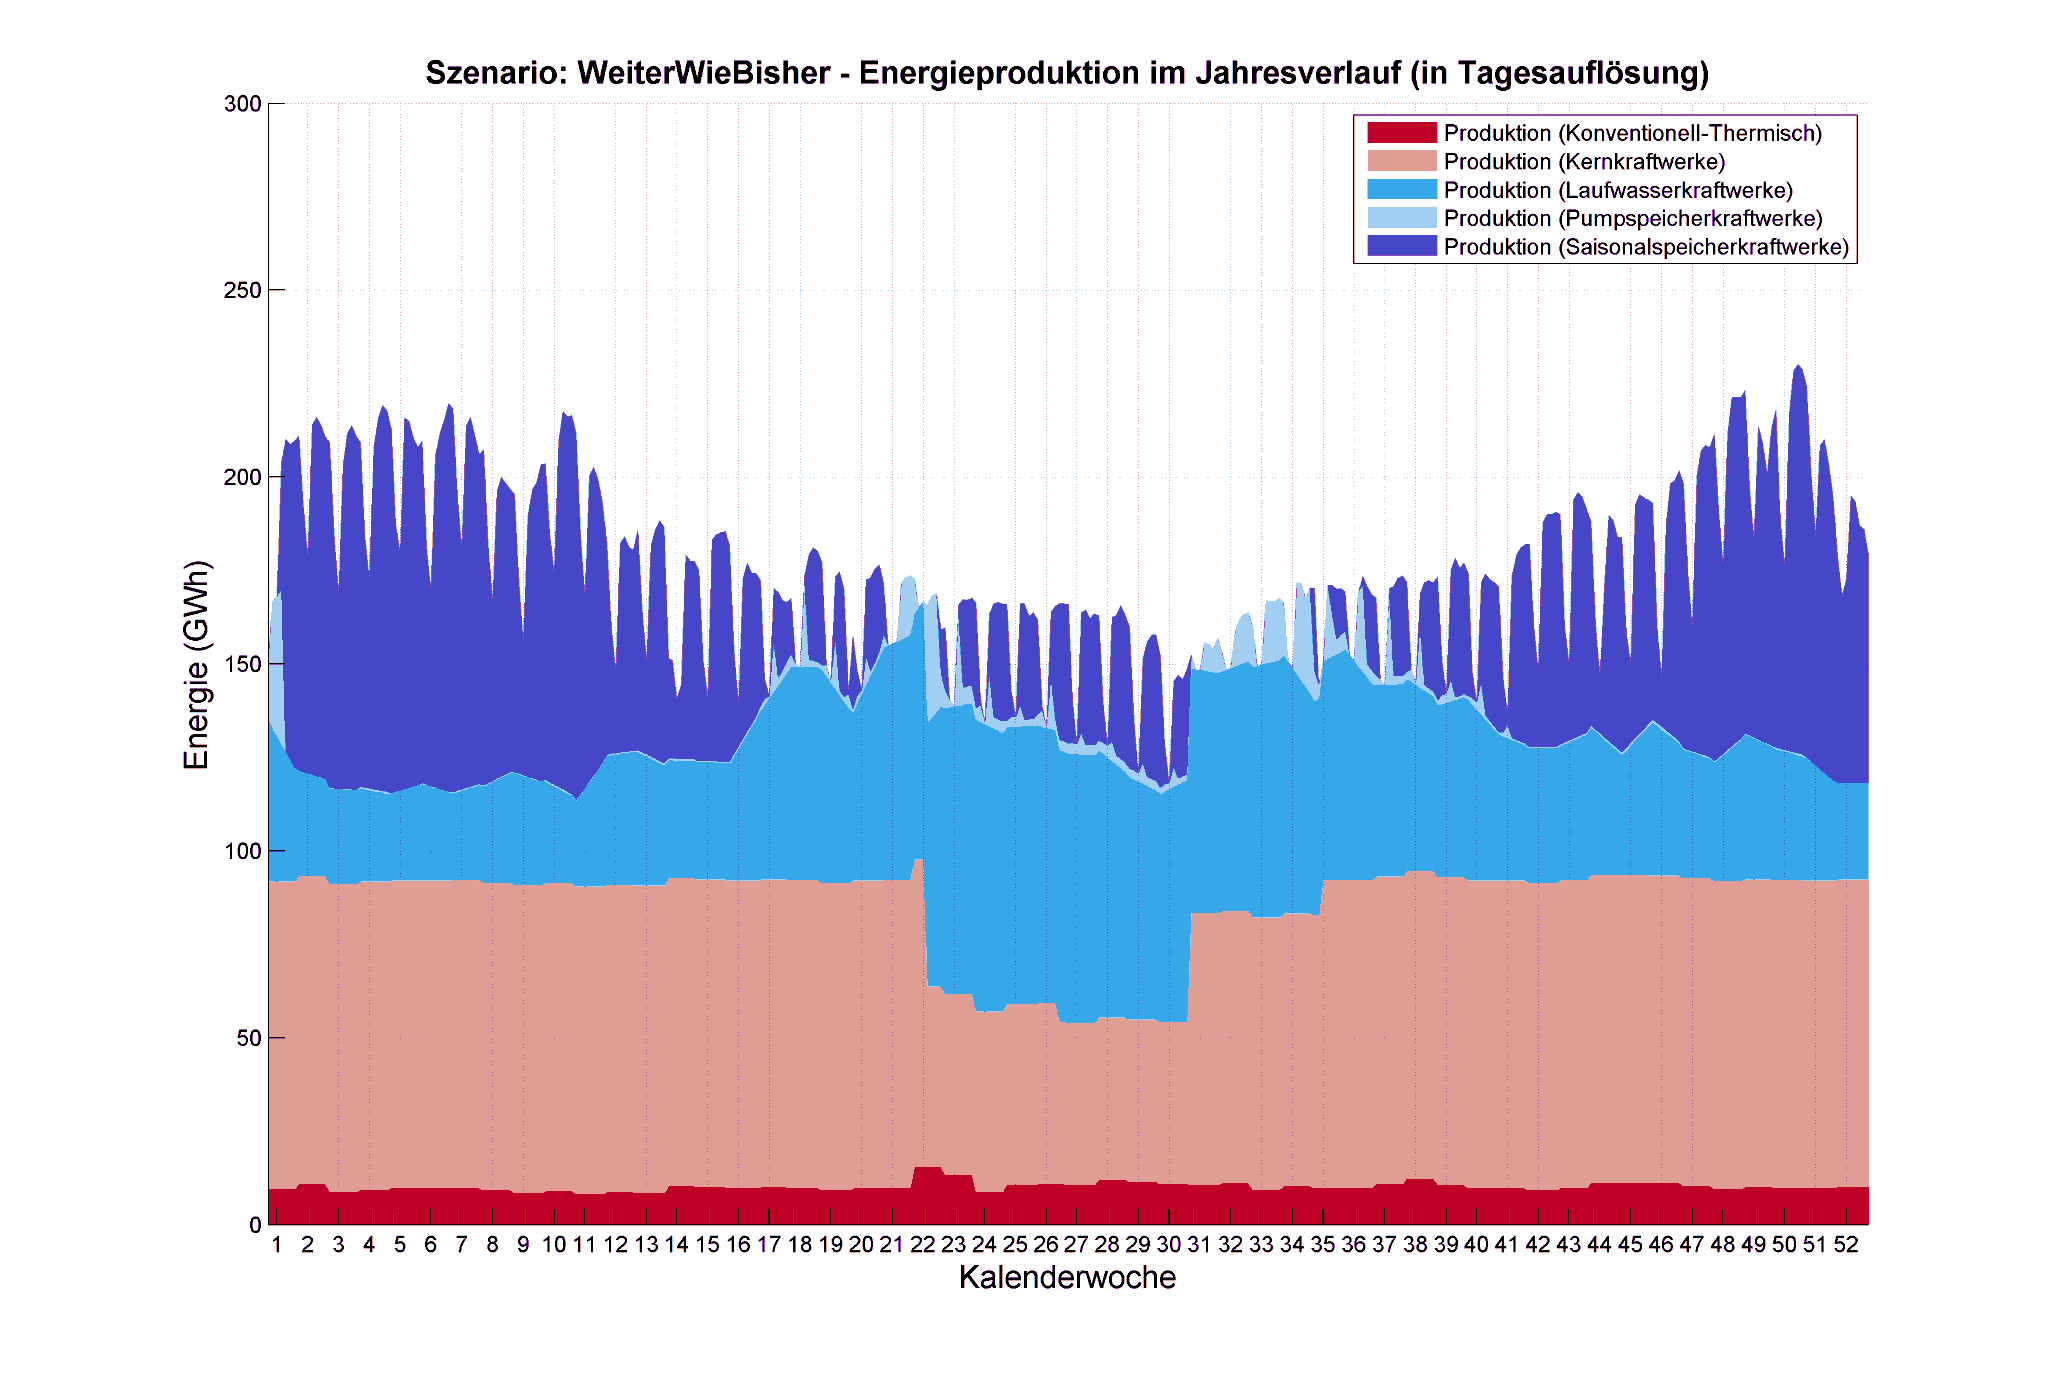 Szenario: WeiterWieBisher - Energieproduktion im Jahresverlauf (in Tagesauflösung)
Produktion (Konventionell-Thermisch)
Produktion (Kernkraftwerke)
Produktion (Laufwasserkraftwerke)
Produktion (Pumpspeicherkraftwerke)
Produktion (Saisonalspeicherkraftwerke)
Energie (GWh)
300
250
200
150
100
50
0
1 2 3 4 5 6 7 8 9 10 11 12 13 14 15 16 17 18 19 20 21 22 23 24 25 26 27 28 29 30 31 32 33 34 35 36 37 38 39 40 41 42 43 44 45 46 47 48 49 50 51 52
Kalenderwoche